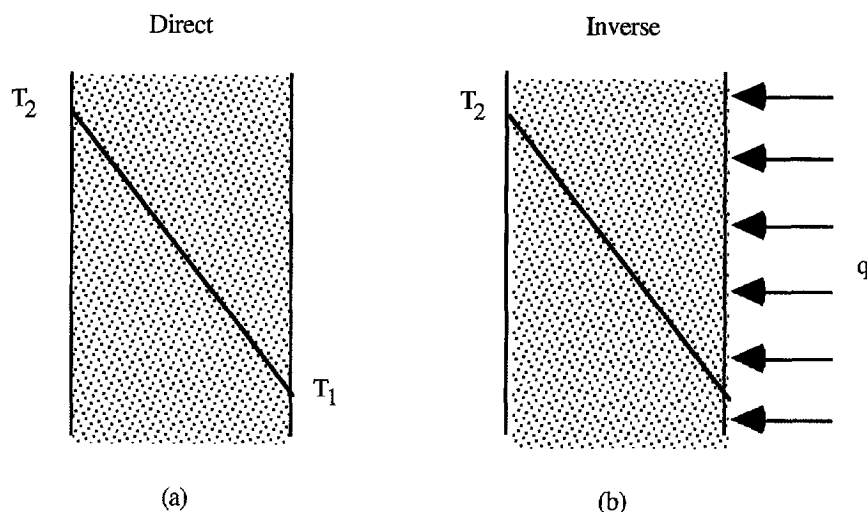 Direct
Inverse
T2
T2
q
T1
(a)
(b)